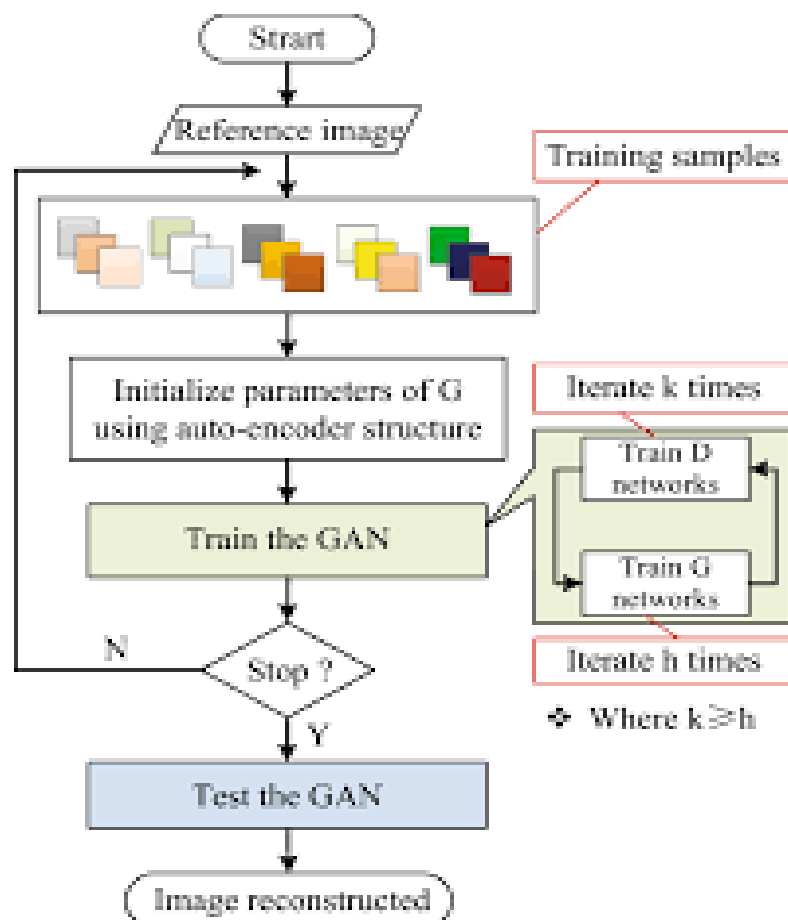 Strart
Reference image
Training samples
Initialize parameters of G
using auto-encoder structure
Iterate k times
Train D
networks
Train the GAN
Train G
networks
Iterate h times
N
Stop ?
❖ Where k≥h
Y
Test the GAN
Image reconstructed